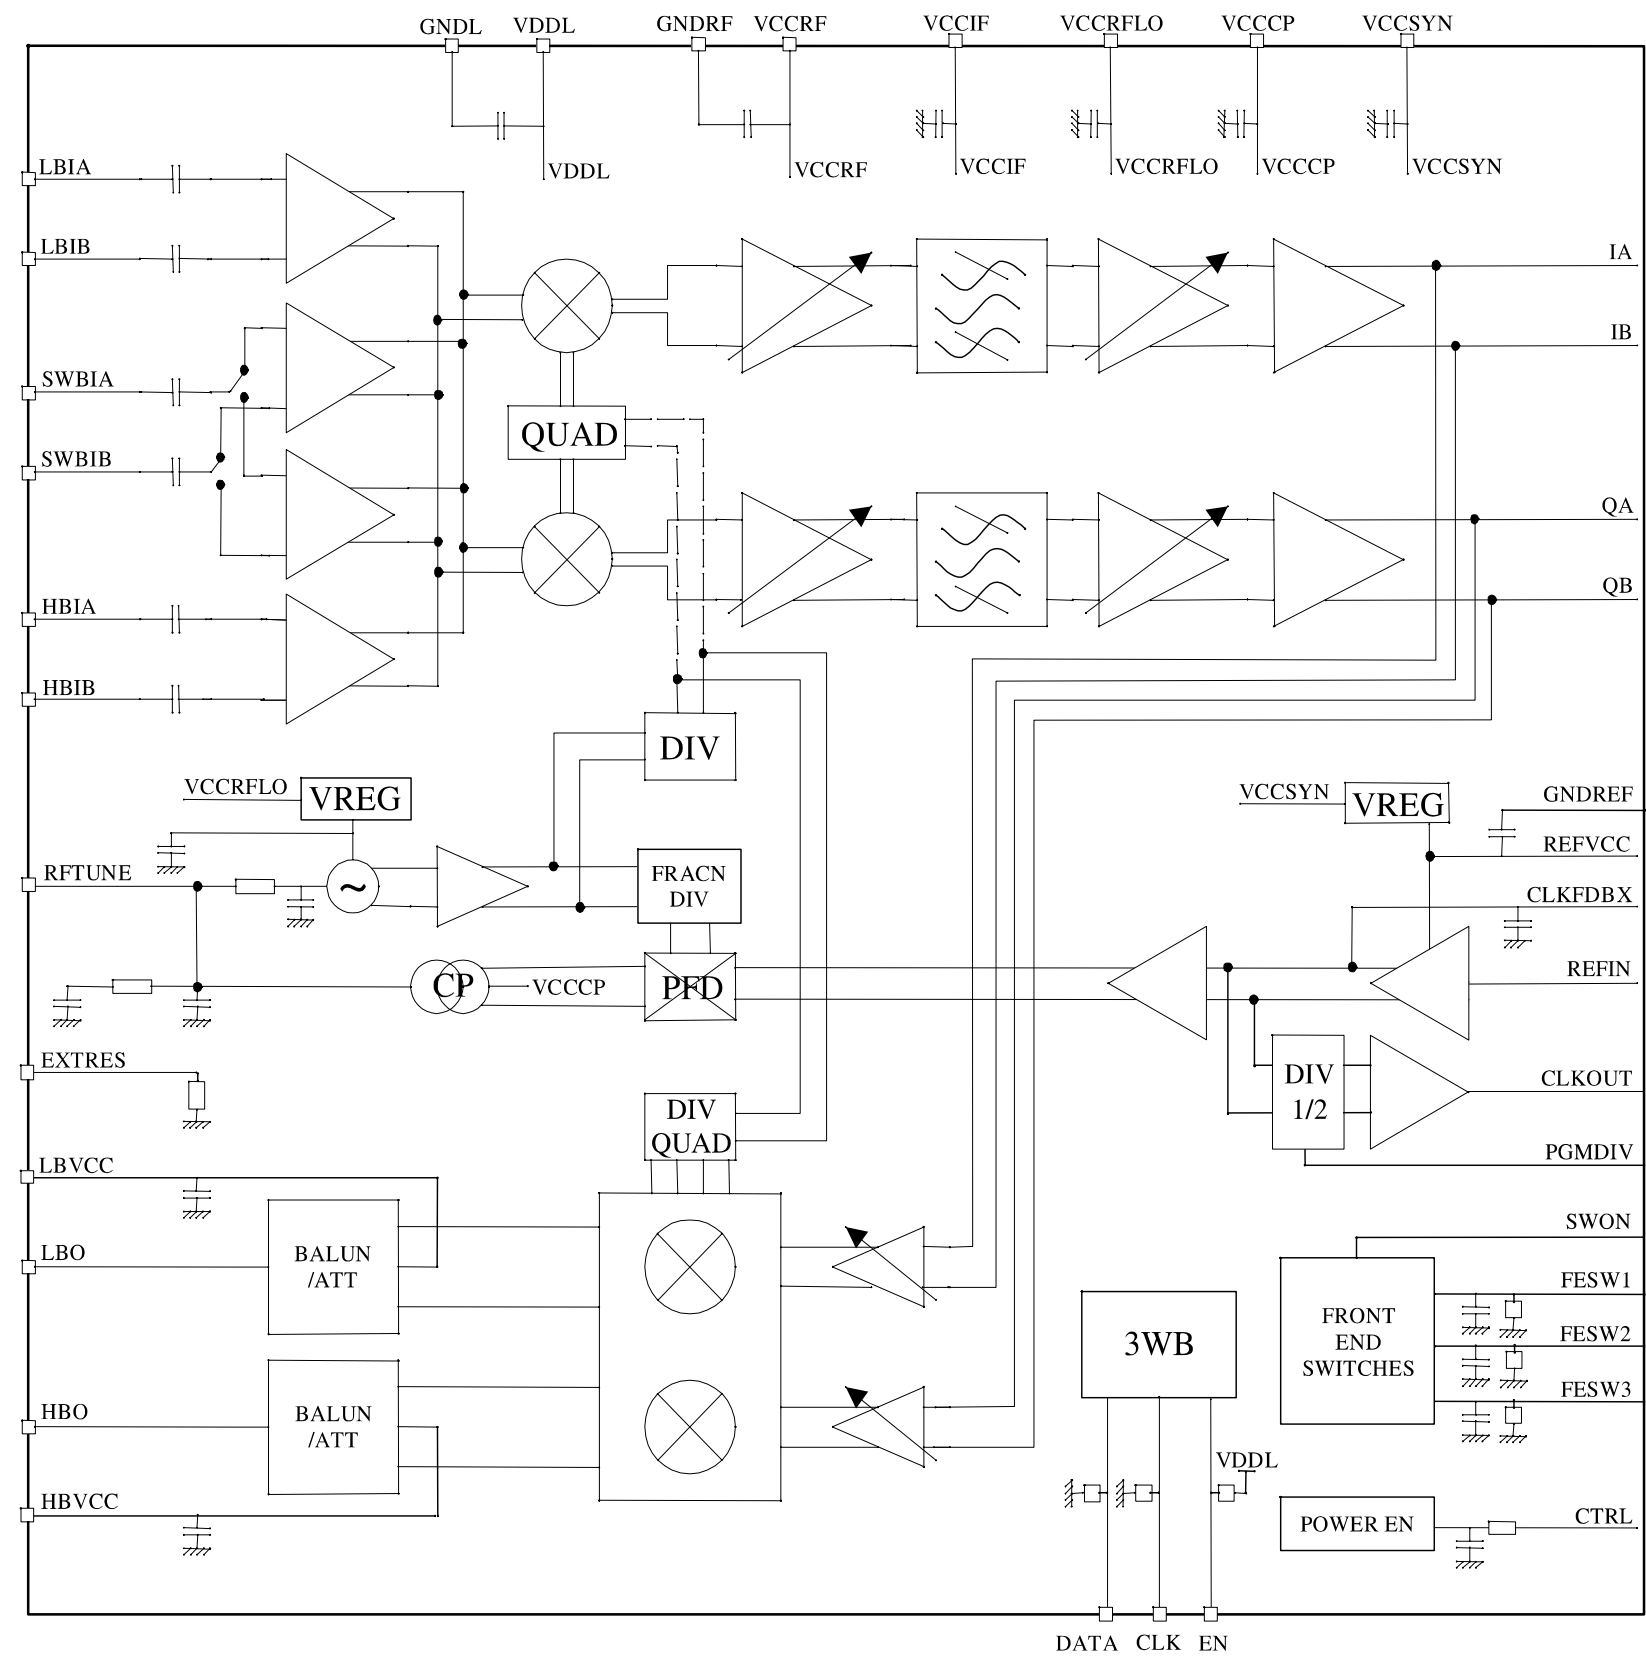 GNDL
VDDL
GNDRF
VCCRF
VCCIF
VCCRFLO
VCCCP
VCCSYN
VDDL
VCCRF
VCCIF
VCCRFLO
VCCCP
VCCSYN
LBIA
LBIB
IA
IB
SWBIA
QUAD
SWBIB
QA
QB
HBIA
HBIB
DIV
VCCRFLO
VREG
VCCSYN
VREG
GNDREF
REFVCC
RFTUNE
~
FRACN
DIV
CLKFDBX
CP
VCCCP
PFD
REFIN
EXTRES
DIV
1/2
CLKOUT
DIV
QUAD
PGMDIV
LBVCC
SWON
LBO
BALUN
/ATT
FESW1
3WB
FRONT
END
SWITCHES
FESW2
FESW3
HBO
BALUN
/ATT
VDDL
HBVCC
POWER EN
CTRL
DATA
CLK
EN